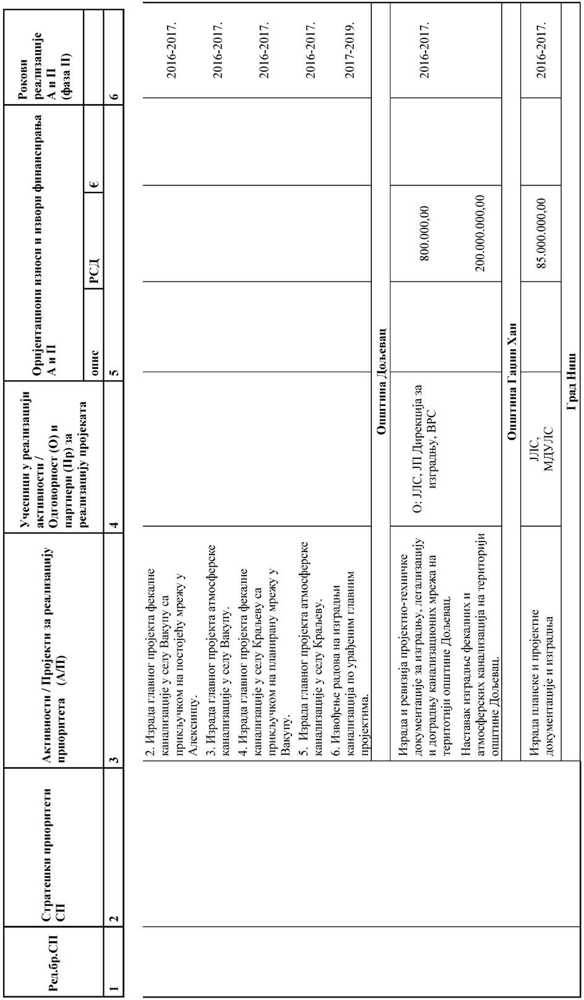 Ред.бр.СП
Стратешки приоритети
СП
Активности / Пројекти за реализацију
приоритета (А/П)
Учесници у реализацији
активности /
Одговорност (О) и
партнери (Пр) за
реализацију пројеката
Оријентациони износи и извори финансирања
А и П
опис
РСД
€
Рокови
реализације
А и П
(фаза II)
1
2
3
4
5
6
2. Израда главног пројекта фекалне
канализације у селу Вакупу са
прикључком на постојећу мрежу у
Алексинцу.
2016-2017.
3. Израда главног пројекта атмосферске
канализације у селу Вакупу.
2016-2017.
4. Израда главног пројекта фекалне
канализације у селу Краљеву са
прикључком на планирану мрежу у
Вакупу.
2016-2017.
5. Израда главног пројекта атмосферске
канализације у селу Краљеву.
2016-2017.
6. Извођење радова на изградњи
канализација по урађеним главним
пројектима.
2017-2019.
Општина Дољевац
Израда и ревизија пројектно-техничке
документације за изградњу, легализацију
и доградњу канализационих мрежа на
територији општине Дољевац.
О: ЈЛС, ЈП Дирекција за
изградњу, ВРС
800.000,00
2016-2017.
Наставак изградње фекалних и
атмосферских канализација на територији
општине Дољевац.
200.000.000,00
Општина Гаџин Хан
Израда планске и пројектне
документације и изградња
ЈЛС,
МДУЛС
85.000.000,00
2016-2017.
Град Ниш